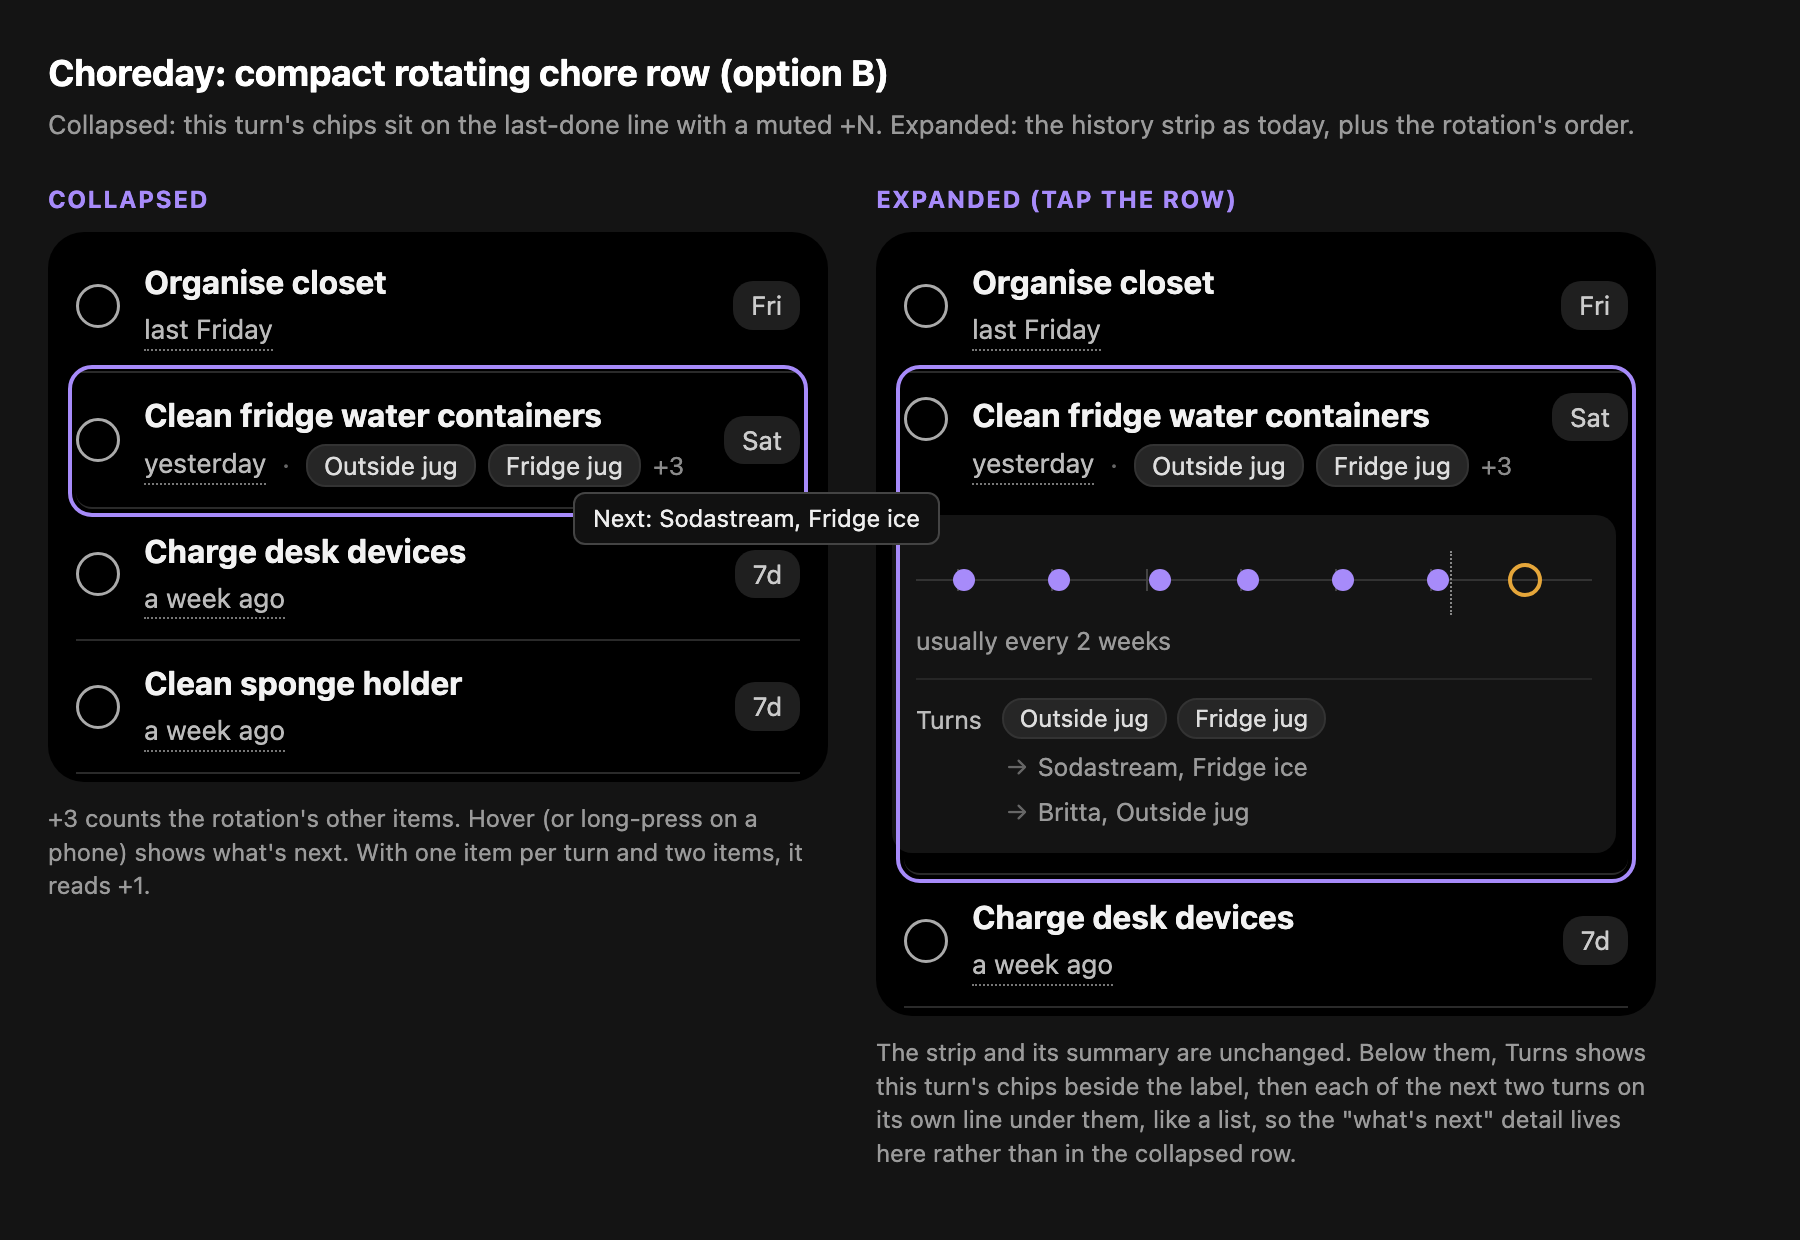 Choreday: compact rotating chore row (option B)
Collapsed: this turn's chips sit on the last-done line with a muted +N. Expanded: the history strip as today, plus the rotation's order.
COLLAPSED
Organise closet
Fri
last Friday
Clean fridge water containers
Sat
yesterday · Outside jug Fridge jug +3
Next: Sodastream, Fridge ice
Charge desk devices
7d
a week ago
Clean sponge holder
7d
a week ago
+3 counts the rotation's other items. Hover (or long-press on a
phone) shows what's next. With one item per turn and two items, it
reads +1.
EXPANDED (TAP THE ROW)
Organise closet
Fri
last Friday
Clean fridge water containers
Sat
yesterday · Outside jug Fridge jug +3
usually every 2 weeks
Turns Outside jug Fridge jug
→ Sodastream, Fridge ice
→ Britta, Outside jug
Charge desk devices
7d
a week ago
The strip and its summary are unchanged. Below them, Turns shows
this turn's chips beside the label, then each of the next two turns on
its own line under them, like a list, so the "what's next" detail lives
here rather than in the collapsed row.